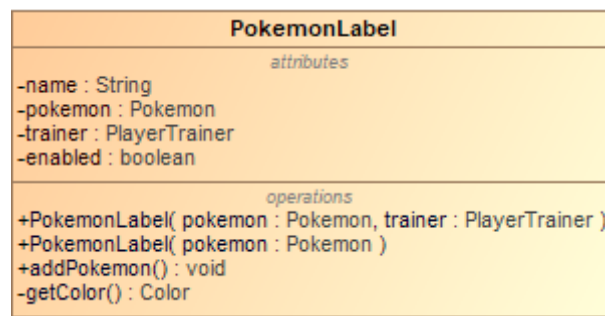 PokemonLabel
attributes
-name : String
-pokemon : Pokemon
-trainer : PlayerTrainer
-enabled : boolean
operations
+PokemonLabel( pokemon : Pokemon, trainer : PlayerTrainer )
+PokemonLabel( pokemon : Pokemon )
+addPokemon() : void
-getColor() : Color